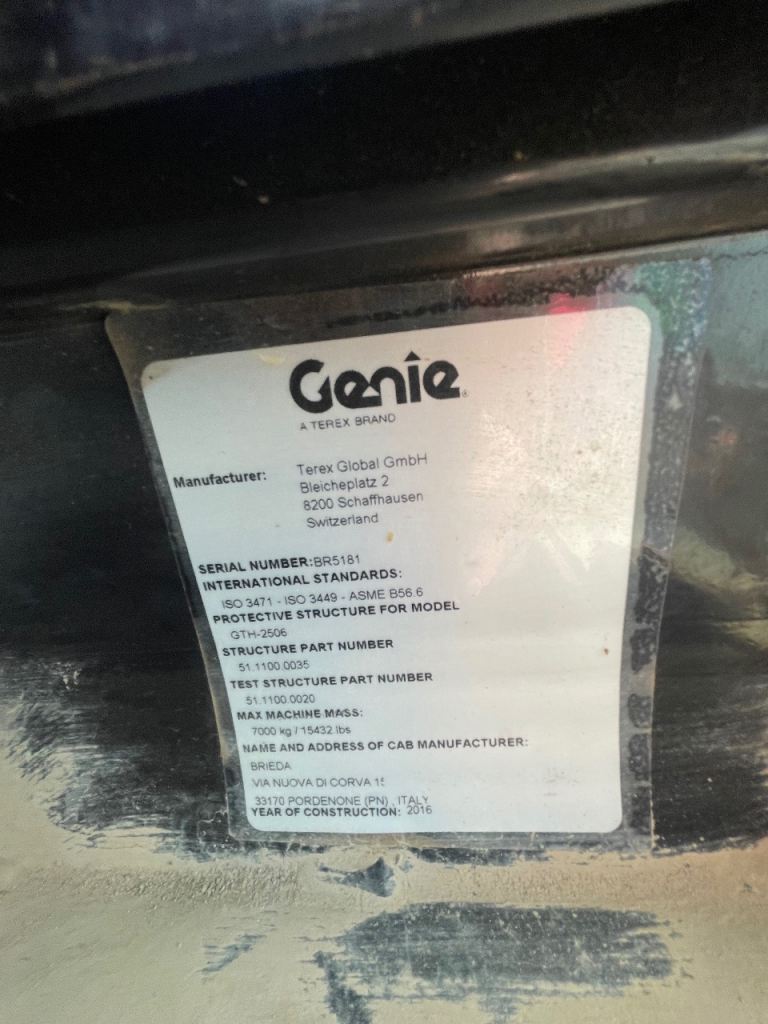 Genie
A TEREX BRAND
Manufacturer: Terex Global GmbH
Bleicheplatz 2
8200 Schaffhausen
Switzerland
SERIAL NUMBER:BR5181
INTERNATIONAL STANDARDS:
ISO 3471 - ISO 3449 - ASME B56.6
PROTECTIVE STRUCTURE FOR MODEL
GTH-2506
STRUCTURE PART NUMBER
51.1100.0035
TEST STRUCTURE PART NUMBER
51.1100.0020
MAX MACHINE MASS:
7000 kg / 15432 lbs
NAME AND ADDRESS OF CAB MANUFACTURER:
BRIEDA
VIA NUOVA DI CORVA
33170 PORDENONE (PN) , ITALY
YEAR OF CONSTRUCTION: 2016